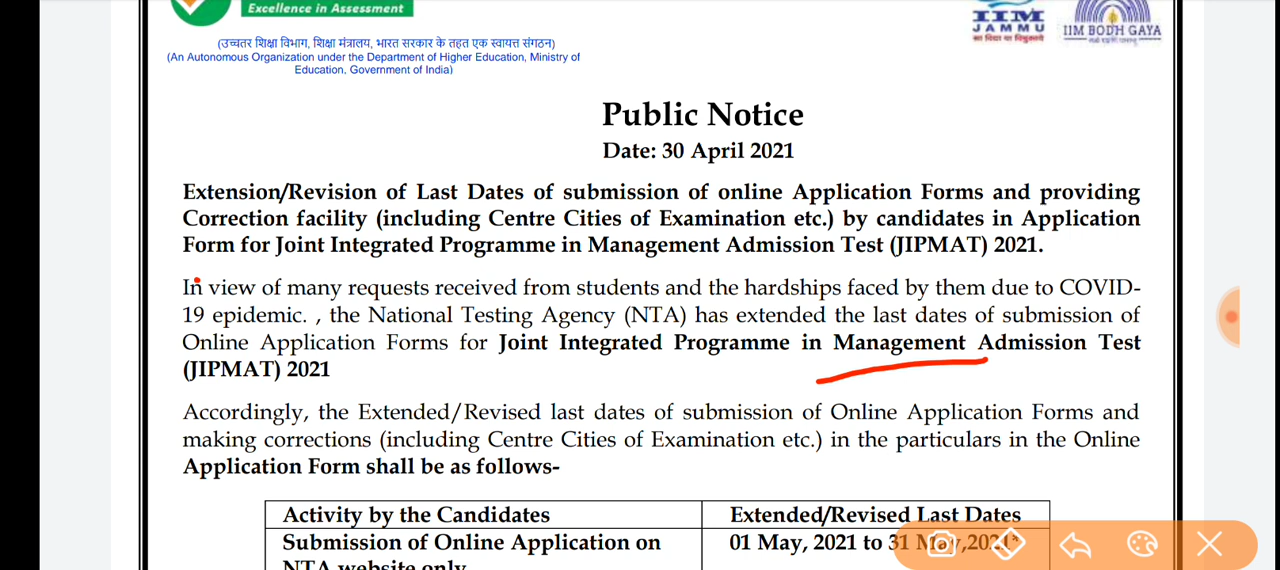 Excellence in Assessment
IIM
JAMMU
IIM BODH GAYA
(उच्चतर शिक्षा विभाग, शिक्षा मंत्रालय, भारत सरकार के तहत एक स्वायत्त संगठन)
(An Autonomous Organization under the Department of Higher Education, Ministry of
Education, Government of India)
Public Notice
Date: 30 April 2021
Extension/Revision of Last Dates of submission of online Application Forms and providing
Correction facility (including Centre Cities of Examination etc.) by candidates in Application
Form for Joint Integrated Programme in Management Admission Test (JIPMAT) 2021.
In view of many requests received from students and the hardships faced by them due to COVID-
19 epidemic. , the National Testing Agency (NTA) has extended the last dates of submission of
Online Application Forms for Joint Integrated Programme in Management Admission Test
(JIPMAT) 2021
Accordingly, the Extended/Revised last dates of submission of Online Application Forms and
making corrections (including Centre Cities of Examination etc.) in the particulars in the Online
Application Form shall be as follows-
Activity by the Candidates
Extended/Revised Last Dates
Submission of Online Application on
01 May, 2021 to 31 May,2021*
NTA website only